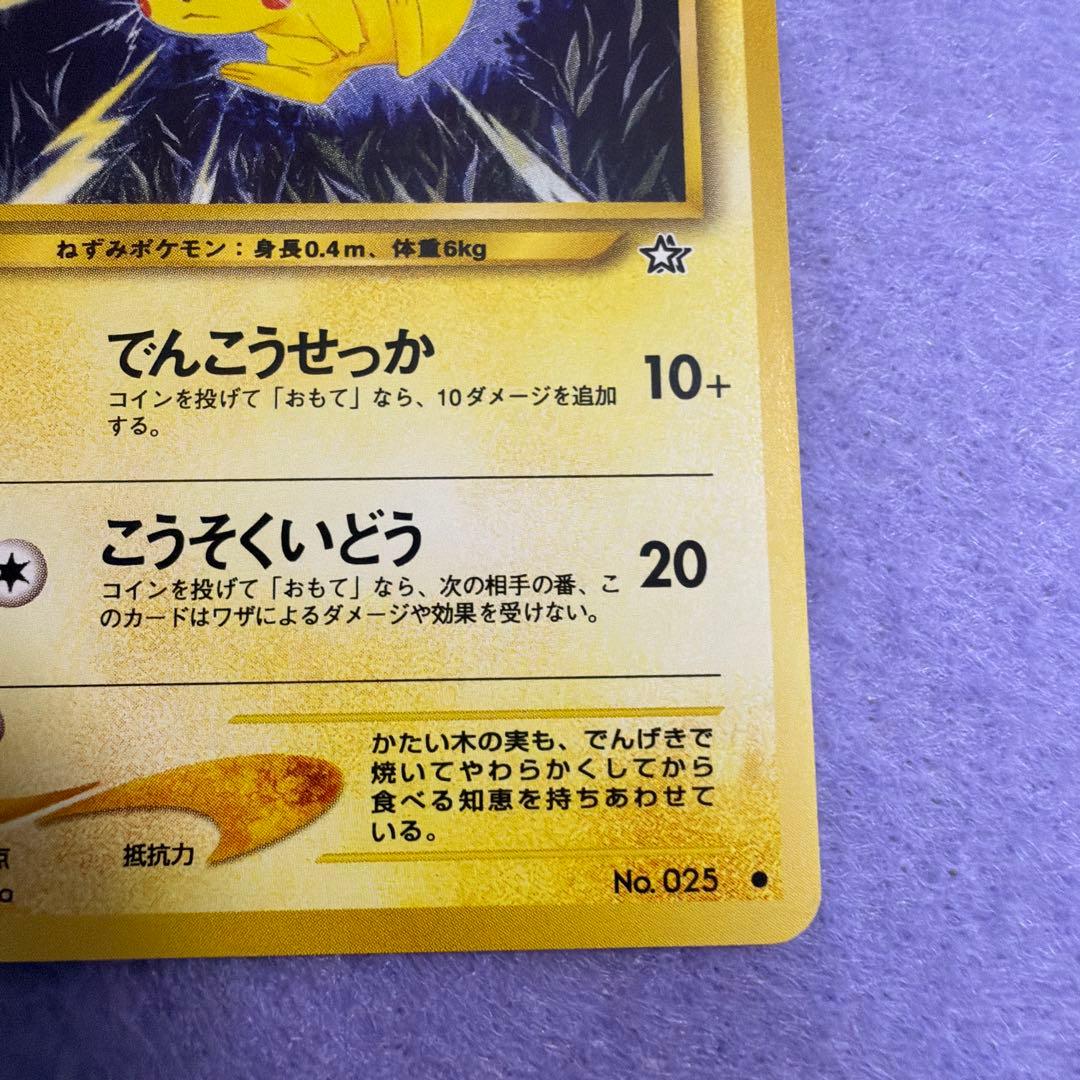 ねずみポケモン：身長0.4m、体重6kg
でんこうせっか
10+
コインを投げて「おもて」なら、10ダメージを追加
する。
こうそくいどう
20
コインを投げて「おもて」なら、次の相手の番、こ
のカードはワザによるダメージや効果を受けない。
かたい木の実も、でんげきで
焼いてやわらかくしてから
食べる知恵を持ちあわせて
いる。
点
抵抗力
No. 025 ●